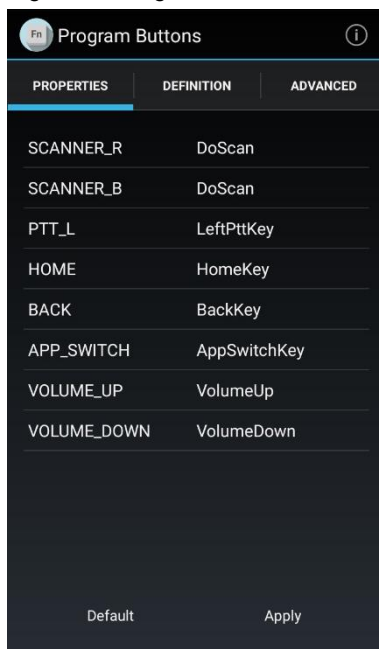 Fn Program Buttons
PROPERTIES DEFINITION ADVANCED
SCANNER_R DoScan
SCANNER_B DoScan
PTT_L LeftPttKey
HOME HomeKey
BACK BackKey
APP_SWITCH AppSwitchKey
VOLUME_UP VolumeUp
VOLUME_DOWN VolumeDown
Default Apply